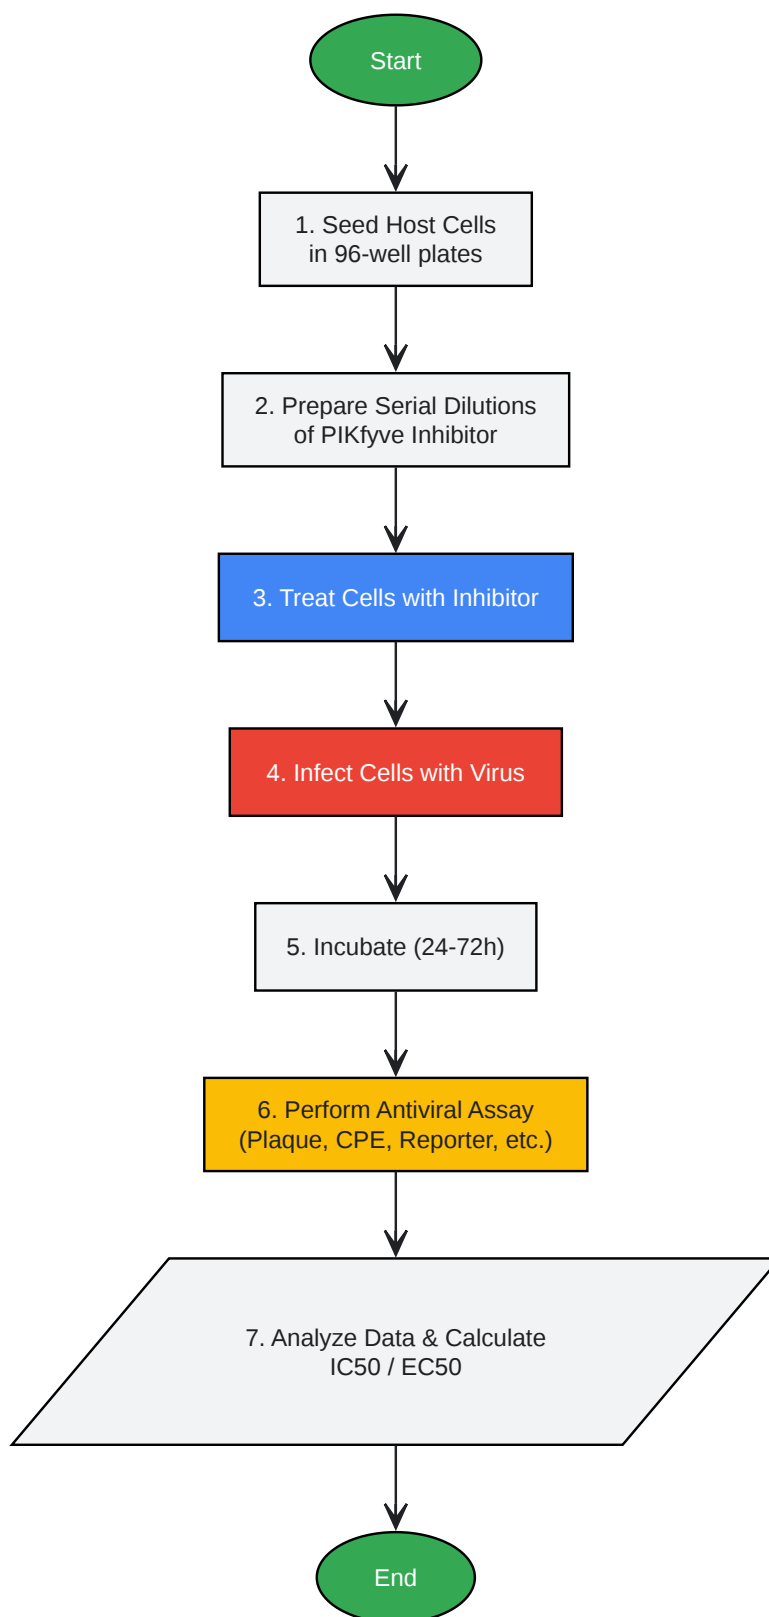 Start
1. Seed Host Cells
in 96-well plates
2. Prepare Serial Dilutions
of PIKfyve Inhibitor
3. Treat Cells with Inhibitor
4. Infect Cells with Virus
5. Incubate (24-72h)
6. Perform Antiviral Assay
(Plaque, CPE, Reporter, etc.)
7. Analyze Data & Calculate
IC50 / EC50
End